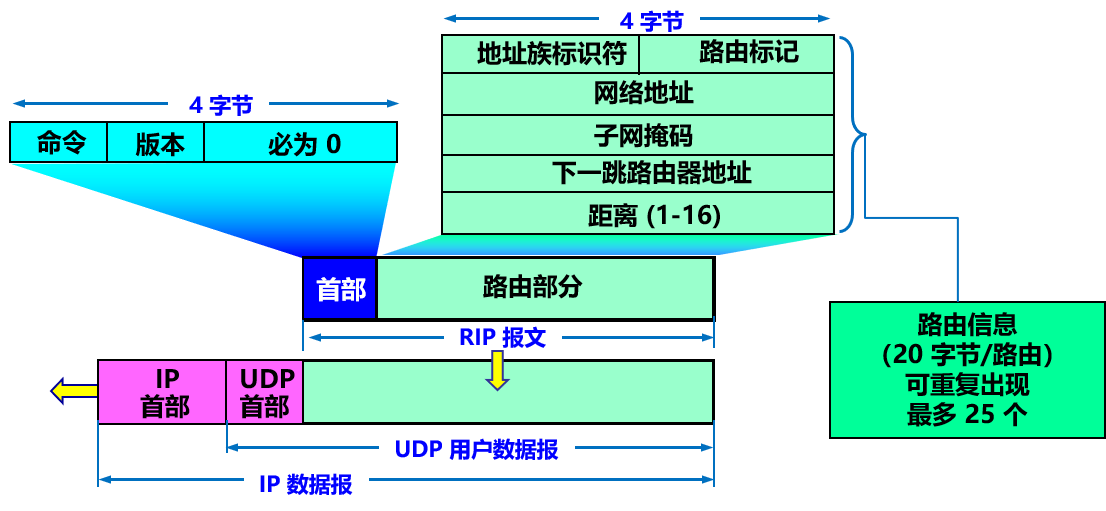 4 字节
地址族标识符 路由标记
网络地址
子网掩码
下一跳路由器地址
距离 (1-16)
4 字节
命令 版本 必为 0
首部 路由部分
RIP 报文
IP
首部
UDP
首部
UDP 用户数据报
IP 数据报
路由信息
(20 字节/路由)
可重复出现
最多 25 个